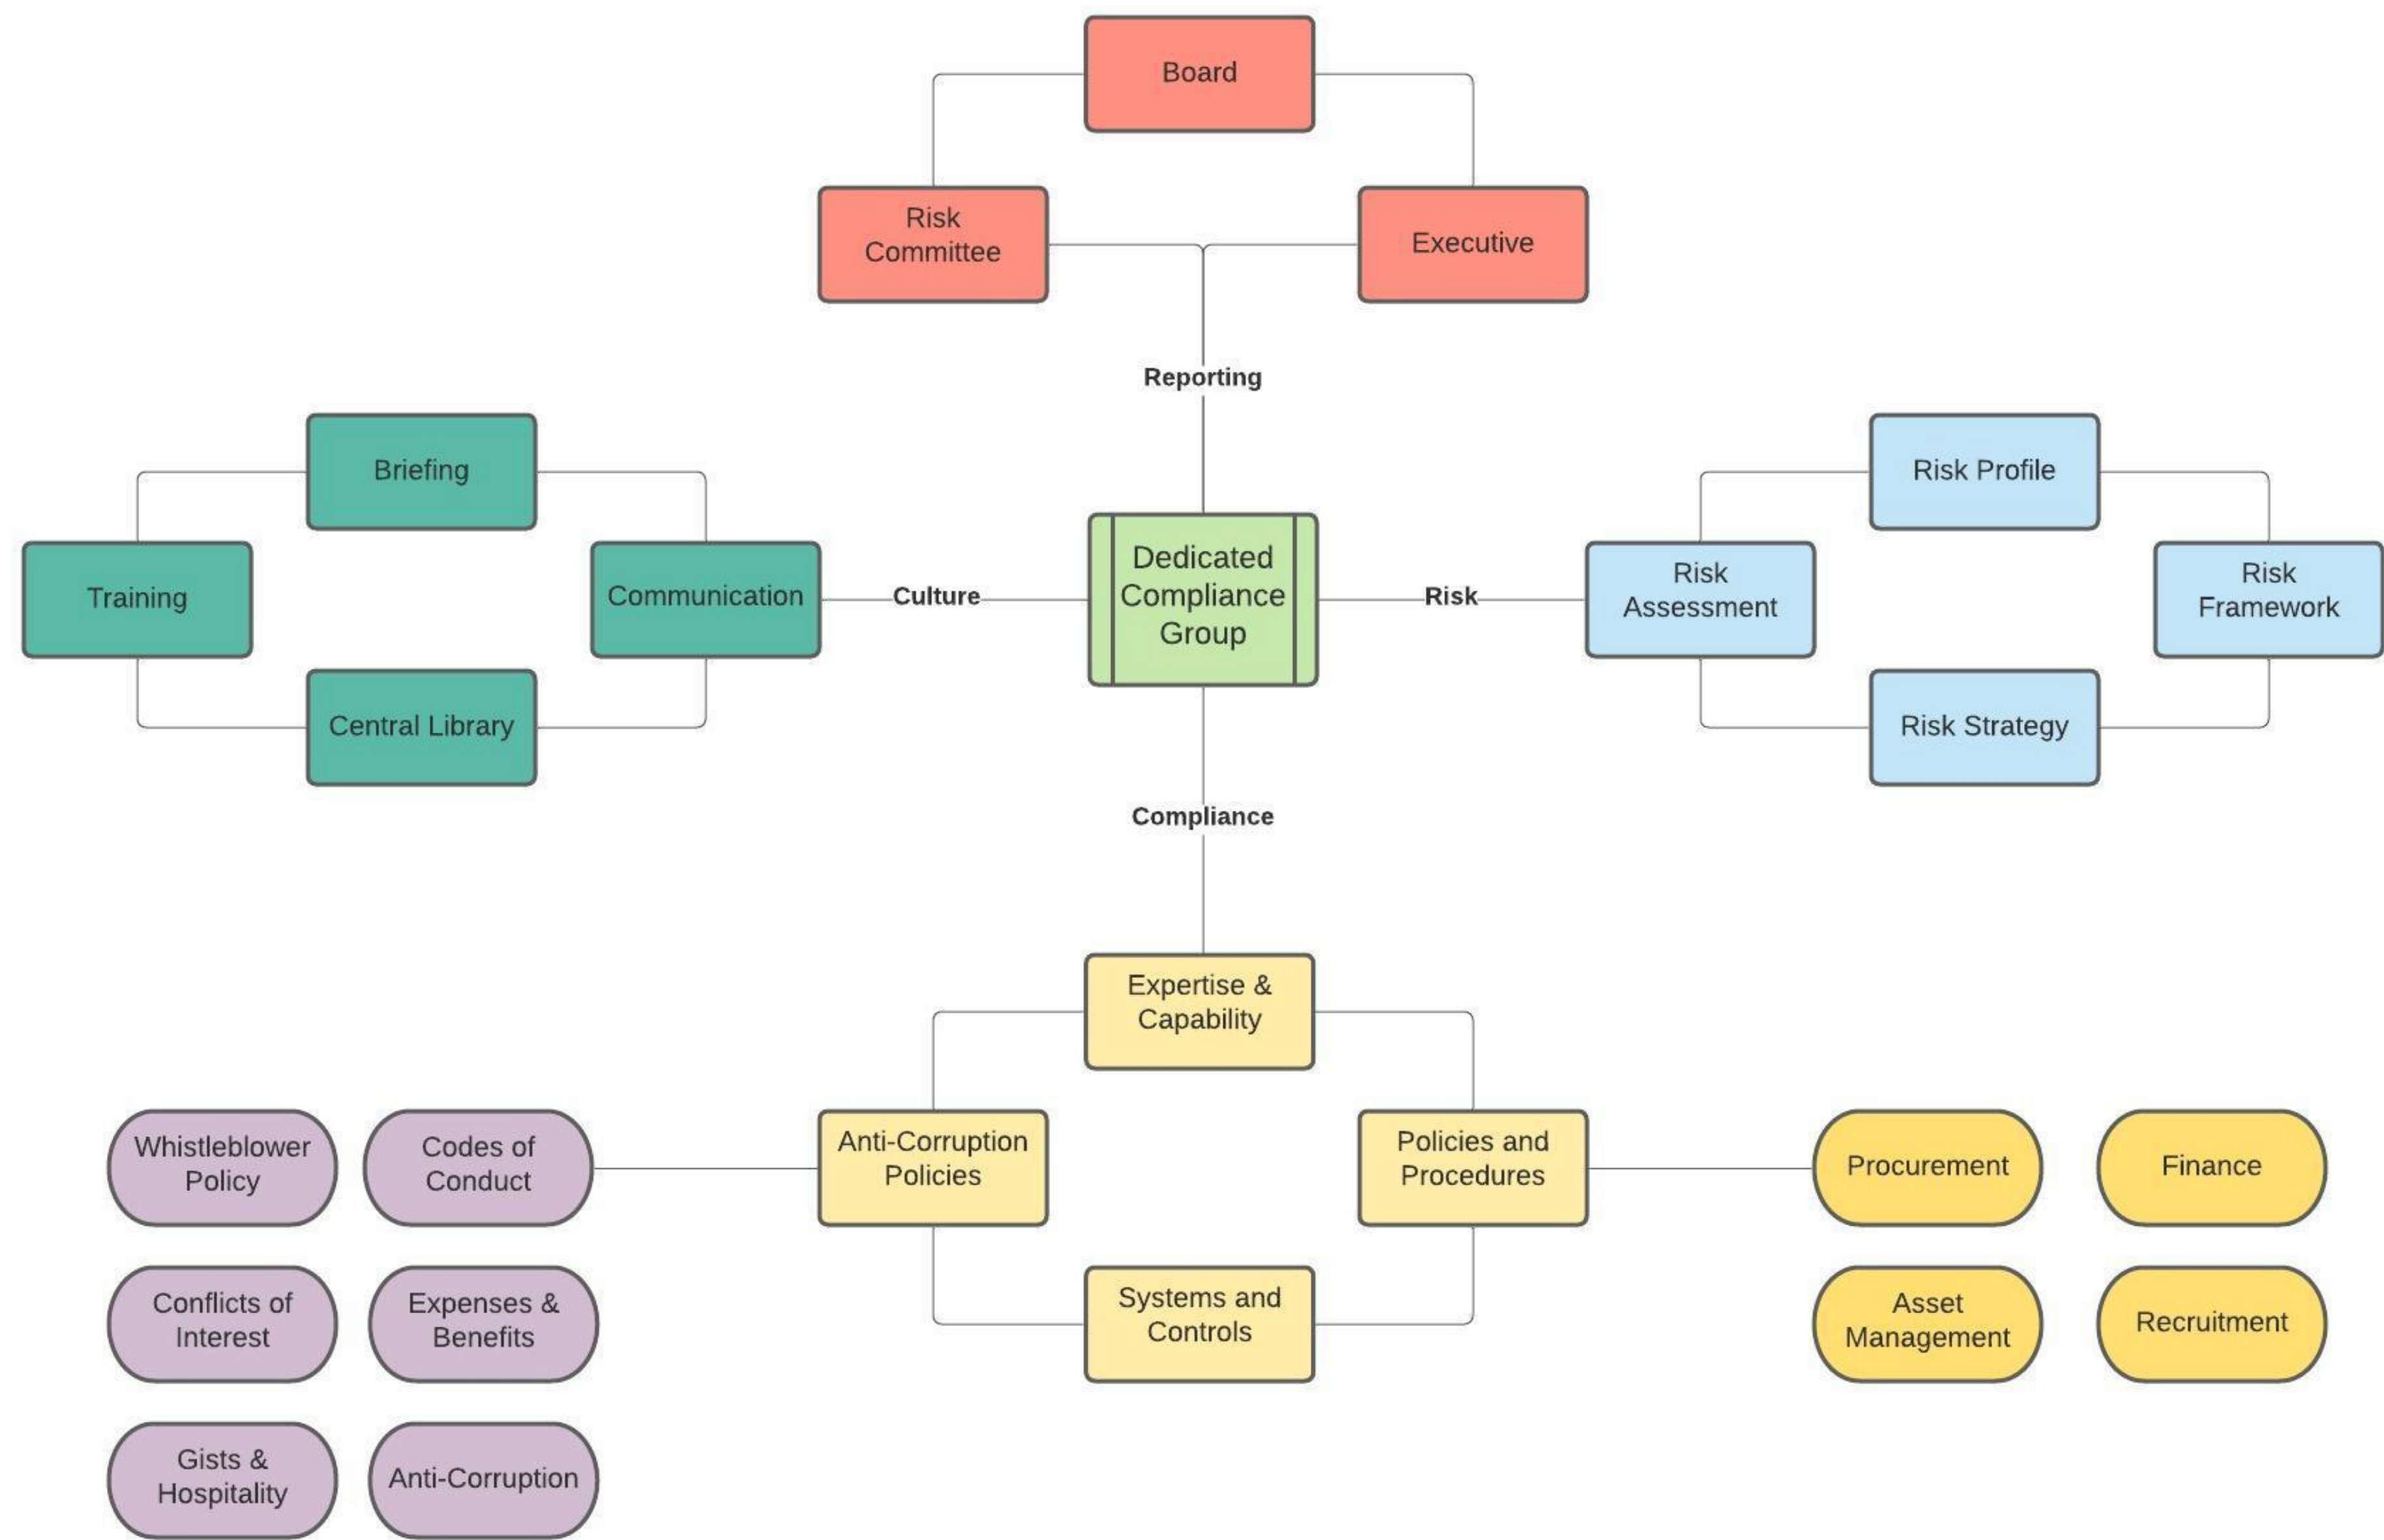 Board
Risk
Committee
Executive
Reporting
Briefing
Training
Communication
Central Library
Culture
Dedicated
Compliance
Group
Risk
Risk Profile
Risk
Assessment
Risk
Framework
Risk Strategy
Compliance
Expertise &
Capability
Anti-Corruption
Policies
Policies and
Procedures
Systems and
Controls
Whistleblower
Policy
Codes of
Conduct
Conflicts of
Interest
Expenses &
Benefits
Gists &
Hospitality
Anti-Corruption
Procurement
Finance
Asset
Management
Recruitment